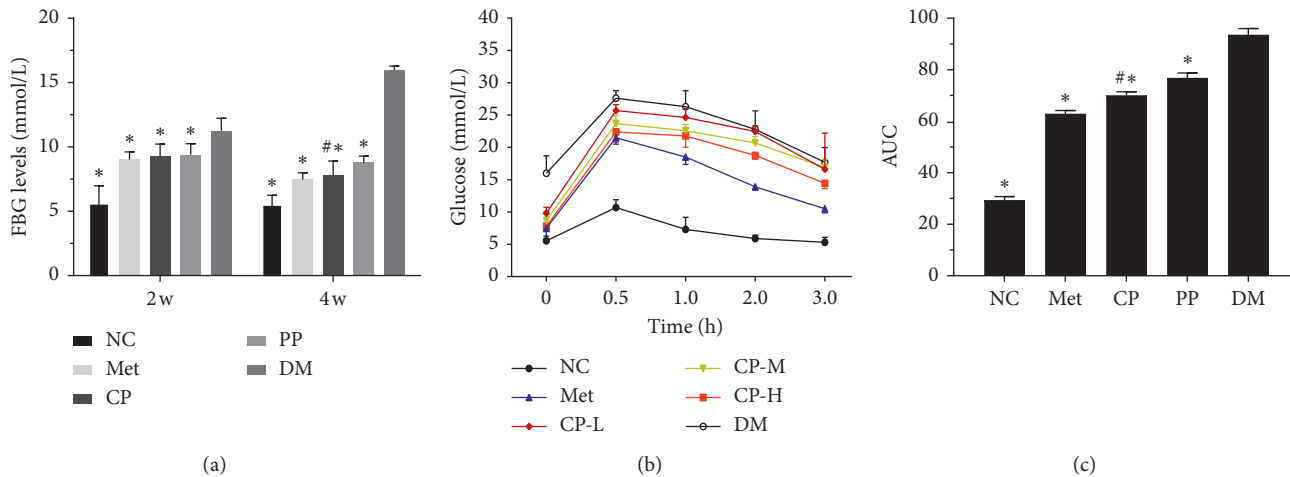 20
15
10
5
0
FBG levels (mmol/L)
* * * *
* * #* *
2 w 4 w
NC PP
Met DM
CP
(a)
40
35
30
25
20
15
10
5
0
Glucose (mmol/L)
0 0.5 1.0 2.0 3.0
Time (h)
NC CP-M
Met CP-H
CP-L DM
(b)
100
80
60
40
20
0
AUC
* * #* *
NC Met CP PP DM
(c)